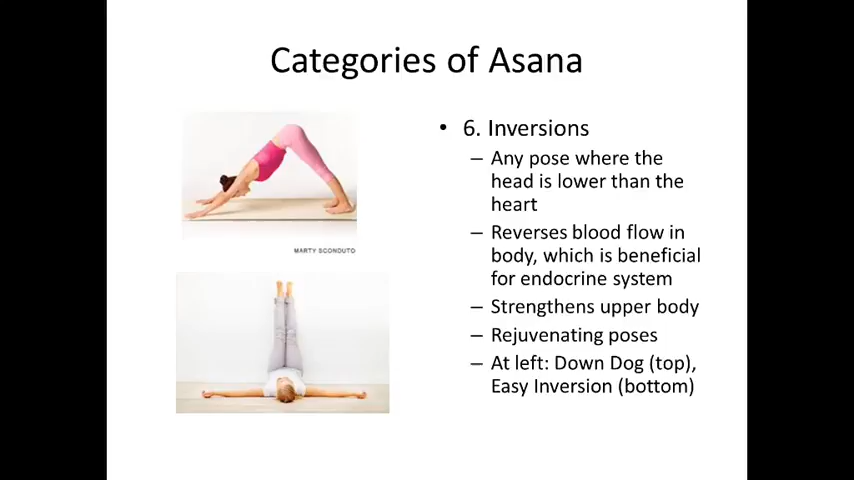 Categories of Asana
MARTY SCONDUTO
• 6. Inversions
– Any pose where the
head is lower than the
heart
– Reverses blood flow in
body, which is beneficial
for endocrine system
– Strengthens upper body
– Rejuvenating poses
– At left: Down Dog (top),
Easy Inversion (bottom)